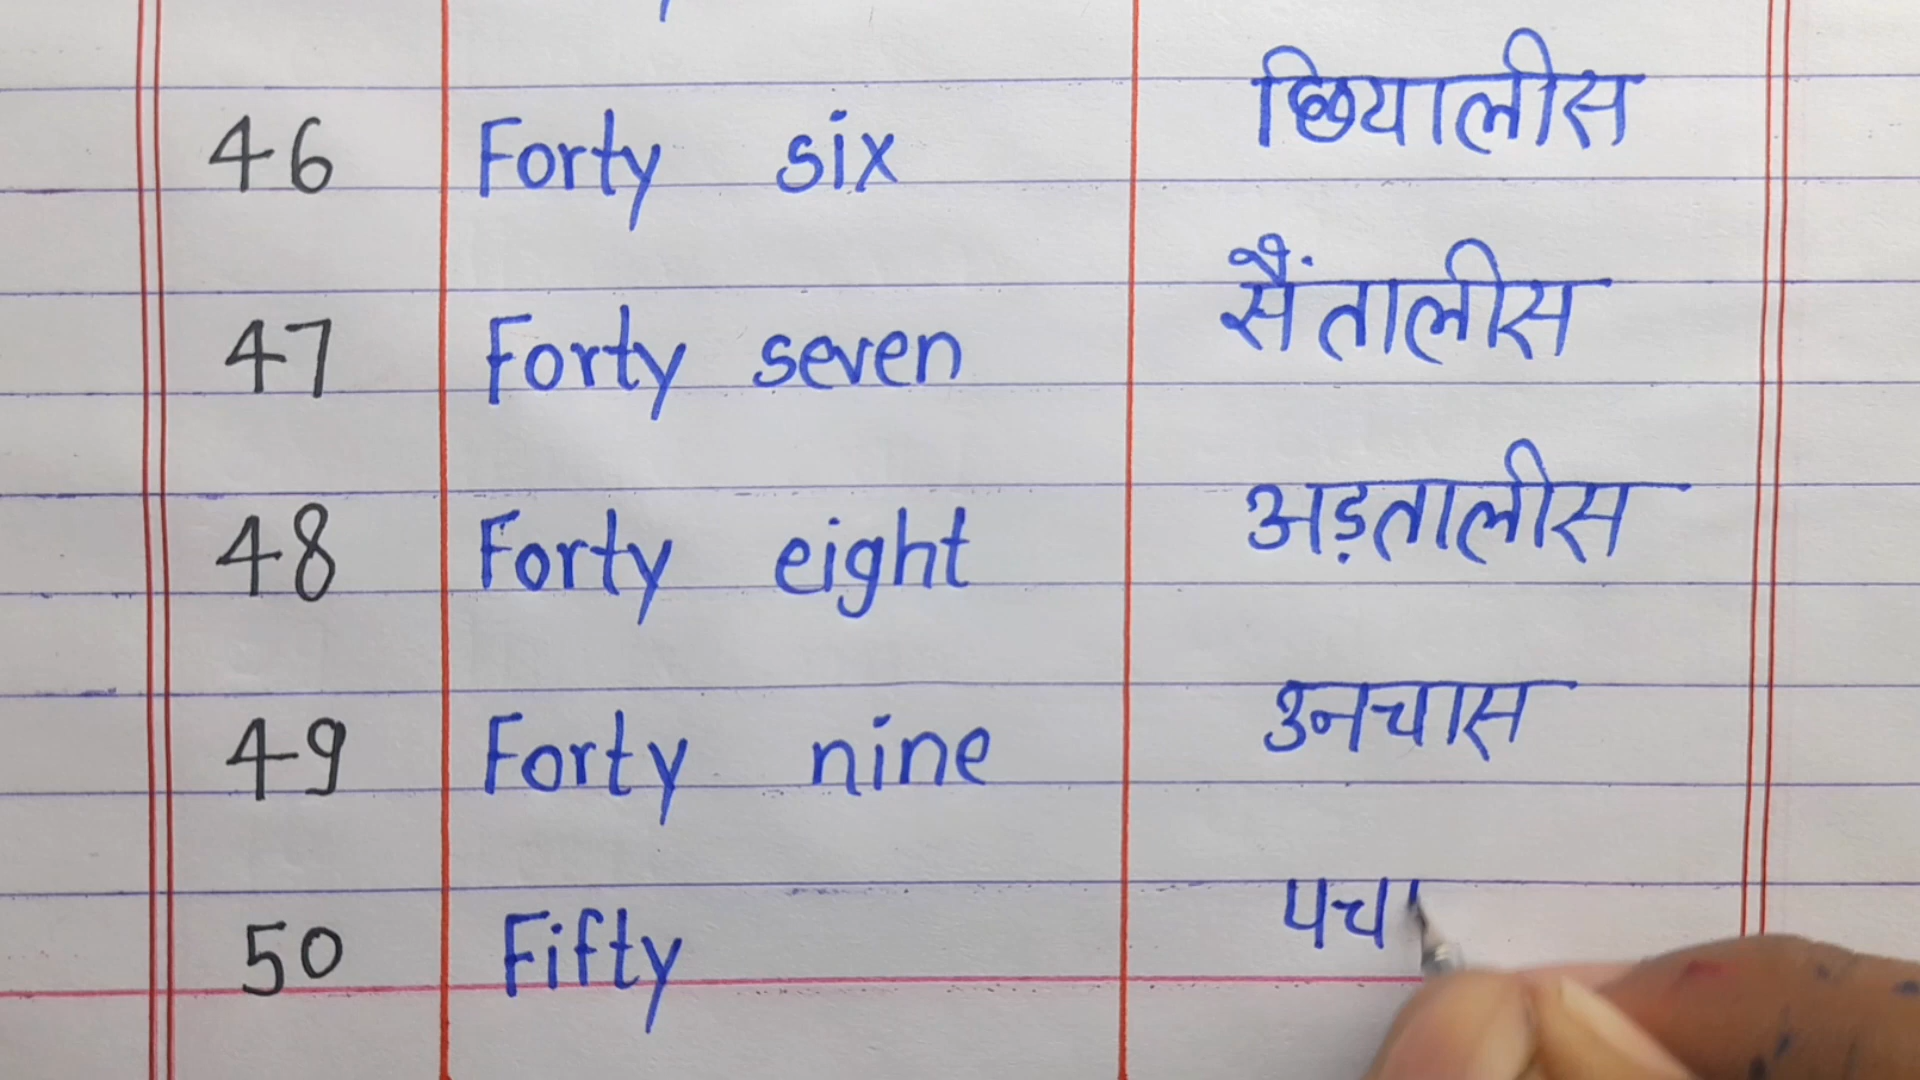 46 Forty six छियालीस
47 Forty seven सैंतालीस
48 Forty eight अड़तालीस
49 Forty nine उनचास
50 Fifty पचा